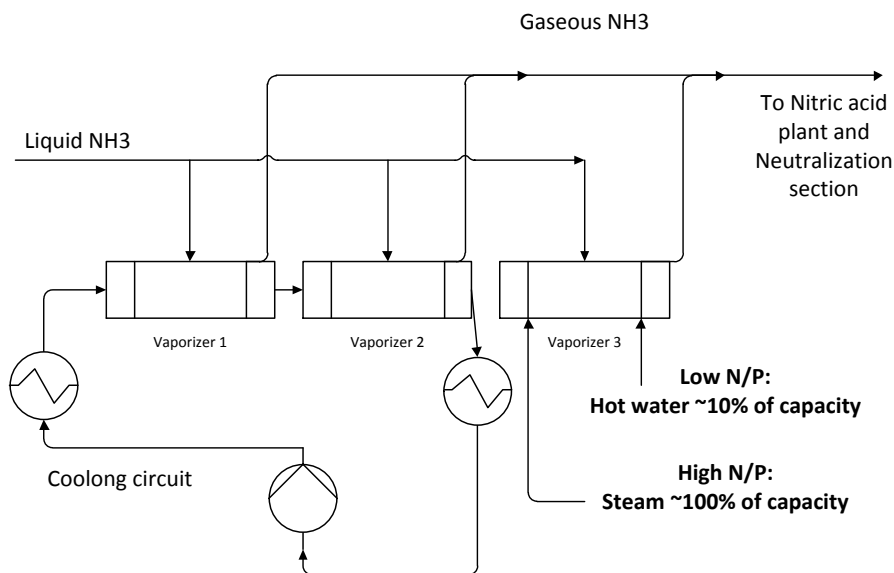 Gaseous NH3
To Nitric acid
plant and
Neutralization
section
Liquid NH3
Vaporizer 1
Vaporizer 2
Vaporizer 3
Low N/P:
Hot water ~10% of capacity
Coolong circuit
High N/P:
Steam ~100% of capacity